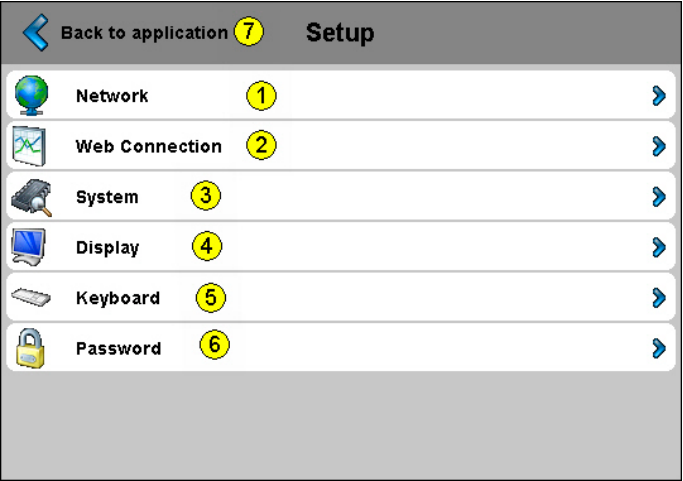 Back to application 7 Setup
Network 1
Web Connection 2
System 3
Display 4
Keyboard 5
Password 6